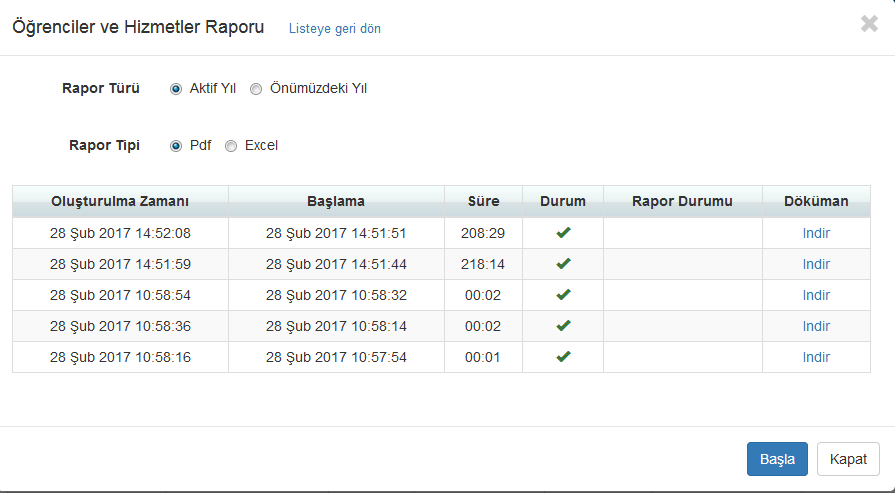 Öğrenciler ve Hizmetler Raporu Listeye geri dön
Rapor Türü Aktif Yıl Önümüzdeki Yıl
Rapor Tipi Pdf Excel
Oluşturulma Zamanı Başlama Süre Durum Rapor Durumu Döküman
28 Şub 2017 14:52:08 28 Şub 2017 14:51:51 208:29 Indir
28 Şub 2017 14:51:59 28 Şub 2017 14:51:44 218:14 Indir
28 Şub 2017 10:58:54 28 Şub 2017 10:58:32 00:02 Indir
28 Şub 2017 10:58:36 28 Şub 2017 10:58:14 00:02 Indir
28 Şub 2017 10:58:16 28 Şub 2017 10:57:54 00:01 Indir
Başla Kapat